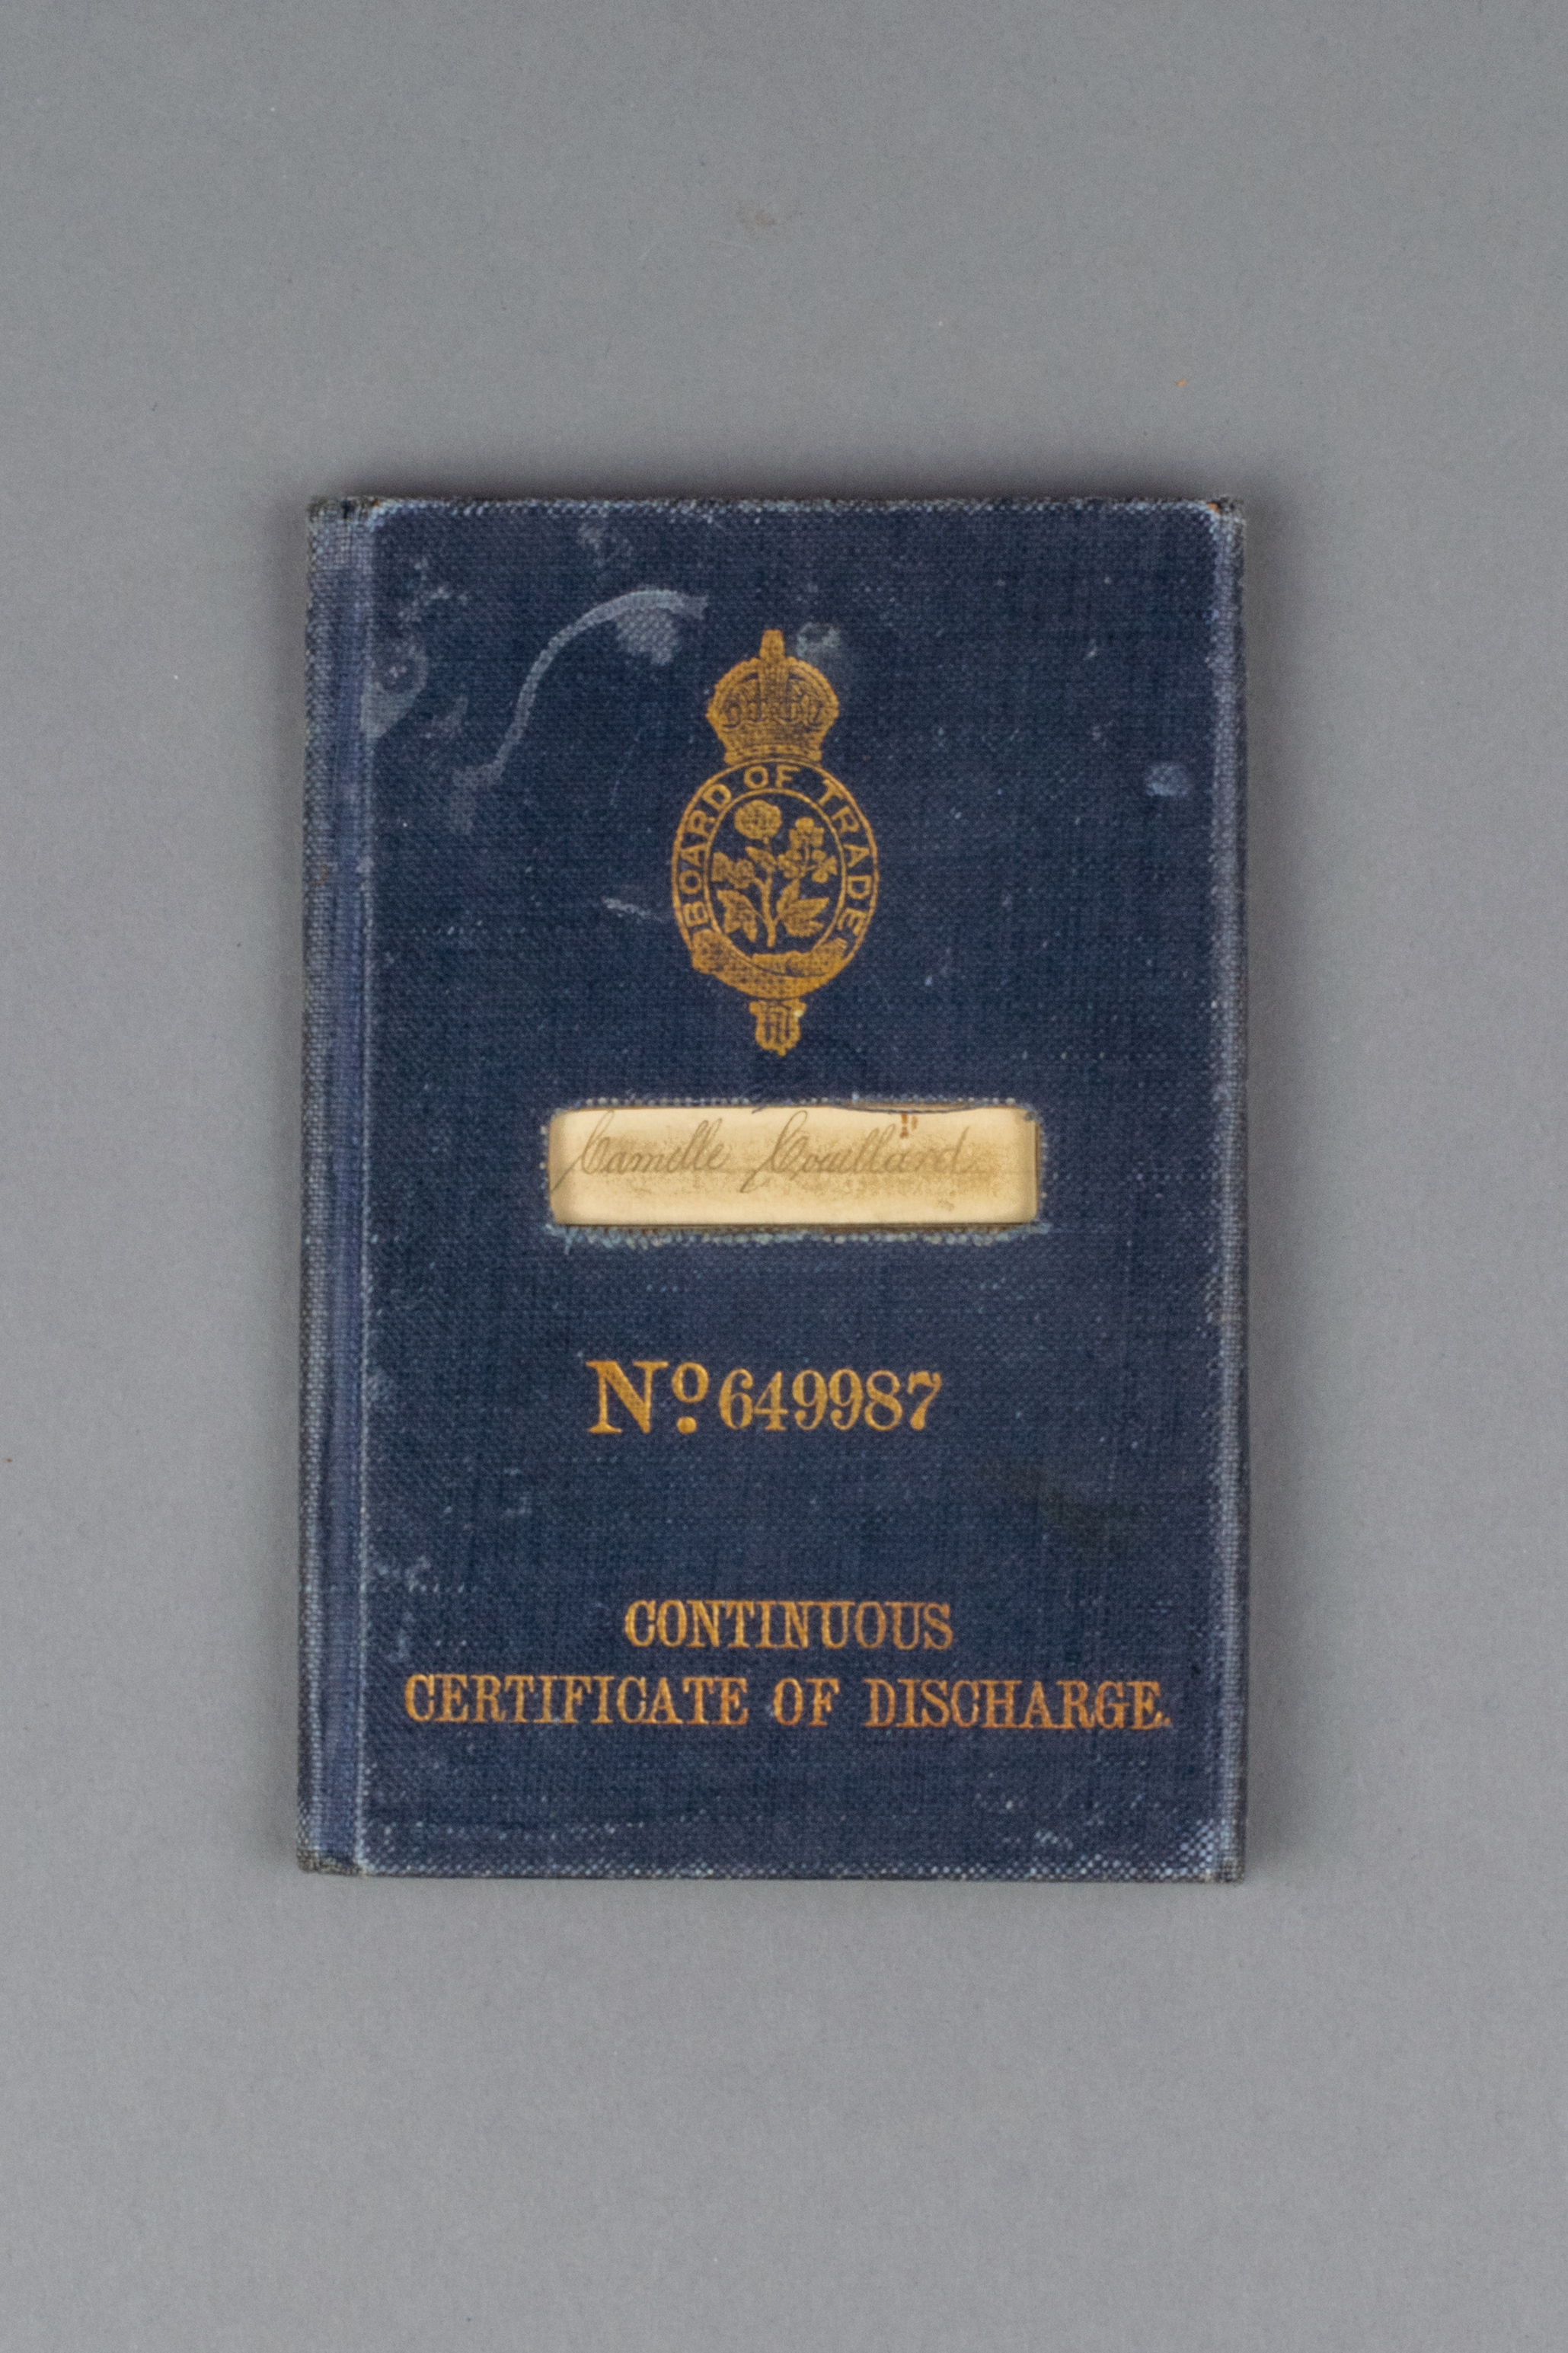 BOARD OF TRADE
Camille Couillard
Nº 649987
CONTINUOUS
CERTIFICATE OF DISCHARGE.